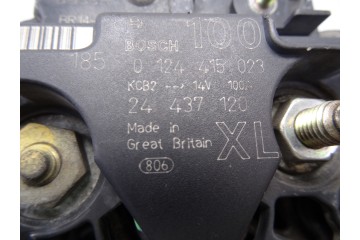 BOSCH 100
185 0 124 415 023
KCB2 <--> 14V 100A
24 437 120
Made in
Great Britain XL
806